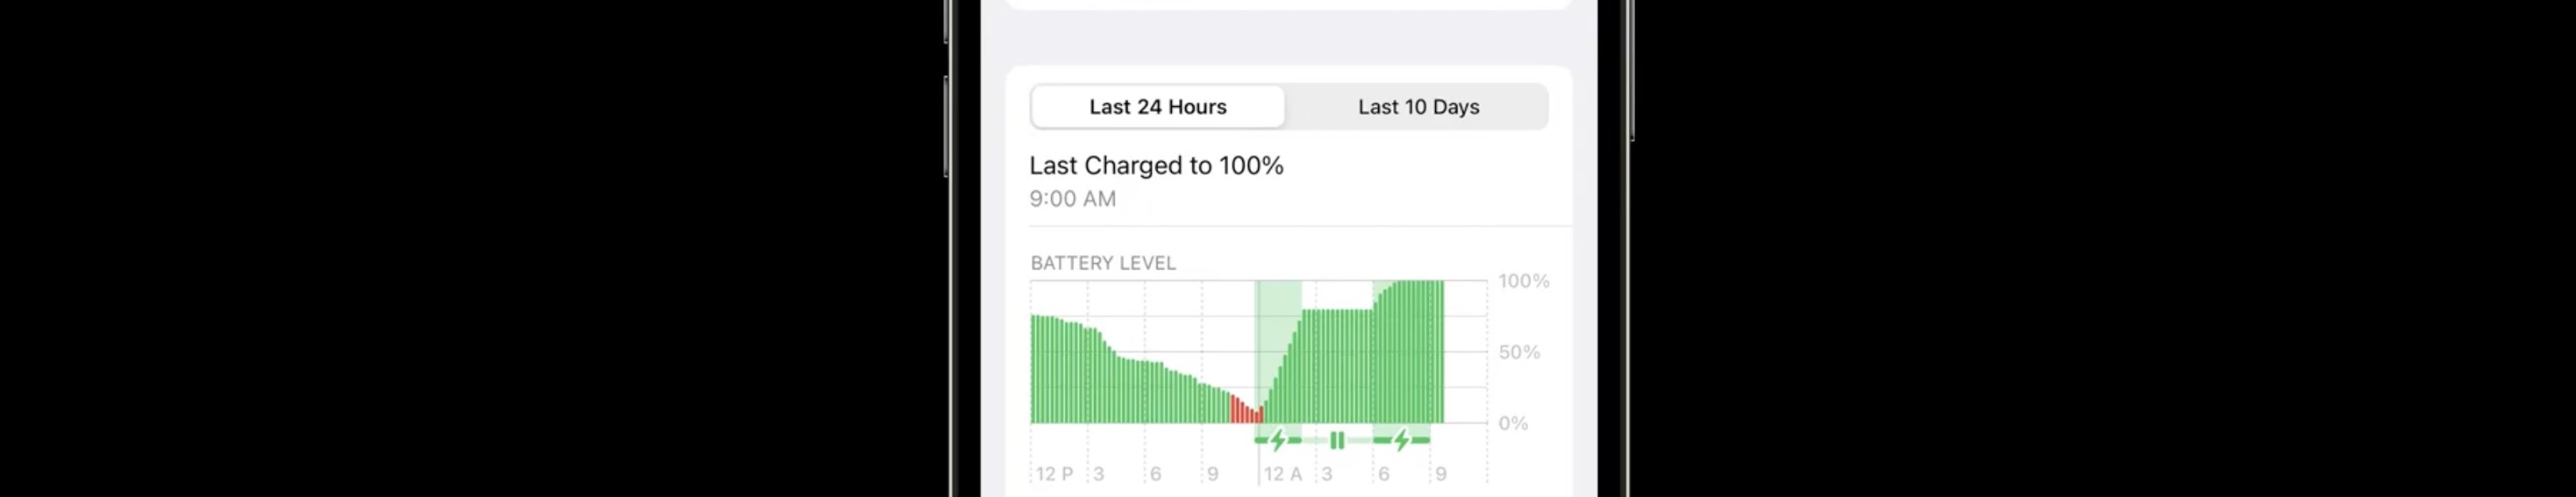 Last 24 Hours Last 10 Days
Last Charged to 100%
9:00 AM
BATTERY LEVEL
100%
50%
0%
12 P 3 6 9 12 A 3 6 9